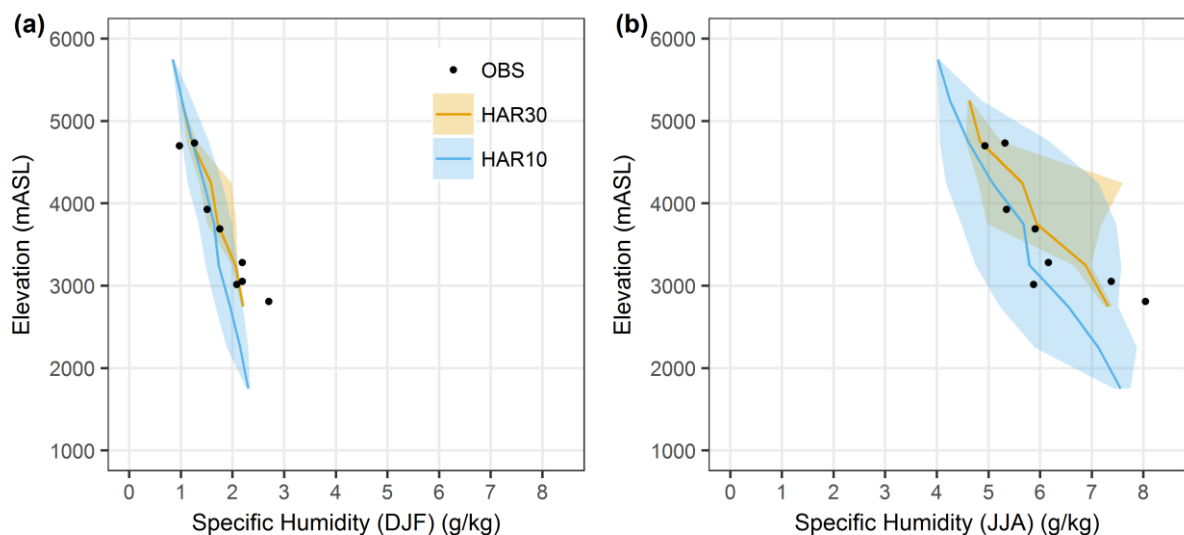 (a)
6000
5000
4000
3000
2000
1000
Elevation (mASL)
OBS
HAR30
HAR10
0 1 2 3 4 5 6 7 8
Specific Humidity (DJF) (g/kg)
(b)
6000
5000
4000
3000
2000
1000
Elevation (mASL)
0 1 2 3 4 5 6 7 8
Specific Humidity (JJA) (g/kg)